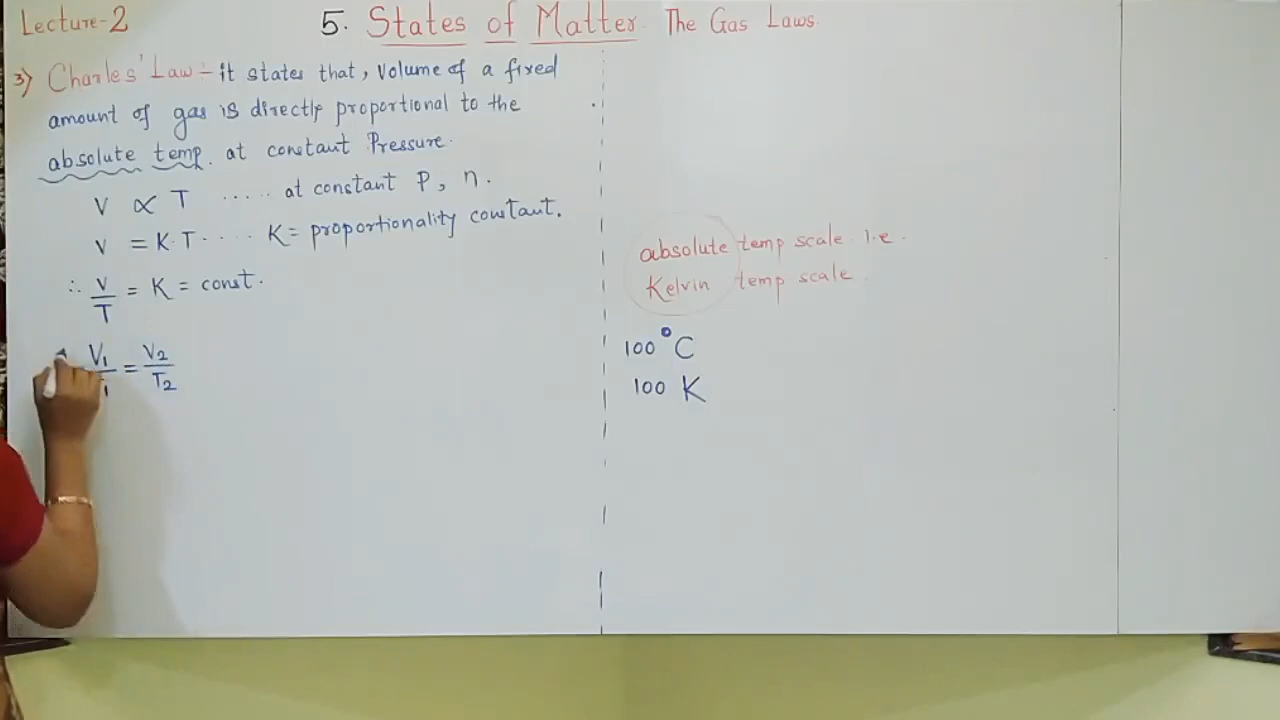 Lecture-2
5. States of Matter. The Gas Laws.
3) Charles' Law - it states that, Volume of a fixed
amount of gas is directly proportional to the
absolute temp. at constant Pressure.
V ∝ T ..... at constant P, n.
V = K.T .... K = proportionality constant.
∴ V/T = K = const.
V₁/T₁ = V₂/T₂
absolute temp scale i.e.
Kelvin temp scale
100°C
100 K